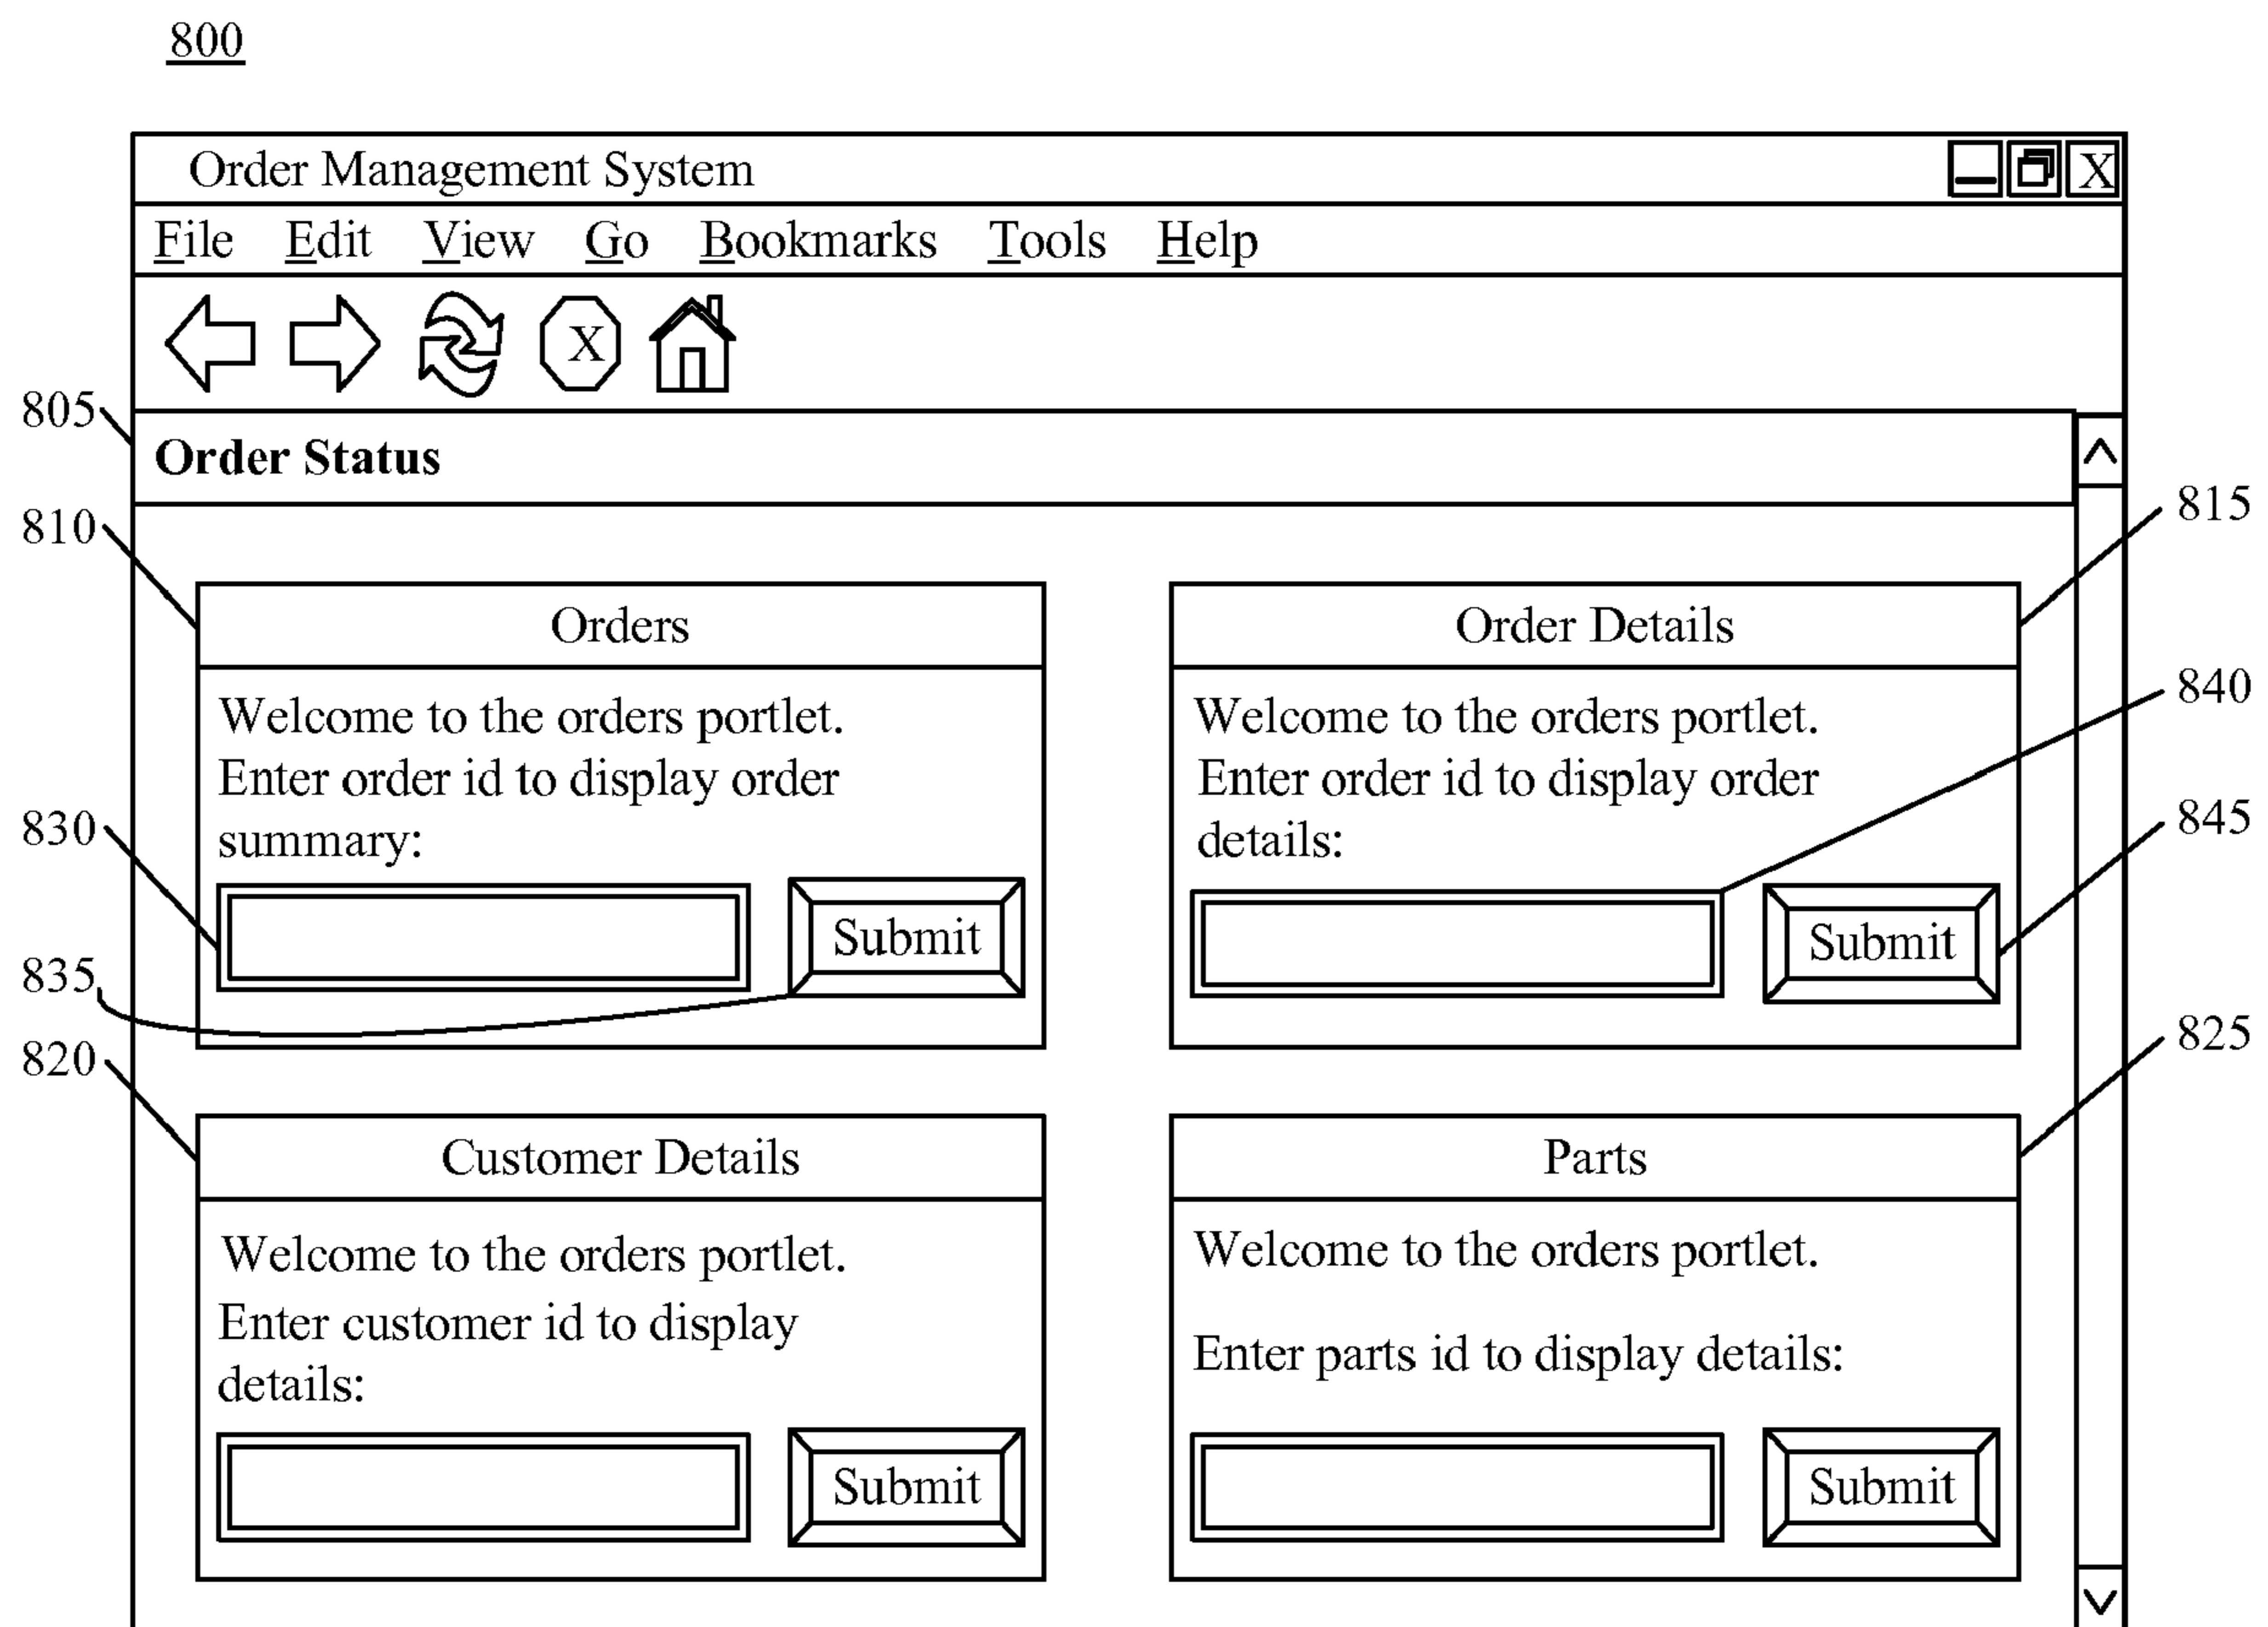 800
Order Management System X
File Edit View Go Bookmarks Tools Help
X
805
Order Status
810
815
Orders
Welcome to the orders portlet.
Enter order id to display order
summary:
Submit
830
835
Order Details
Welcome to the orders portlet.
Enter order id to display order
details:
Submit
840
845
820
825
Customer Details
Welcome to the orders portlet.
Enter customer id to display
details:
Submit
Parts
Welcome to the orders portlet.
Enter parts id to display details:
Submit